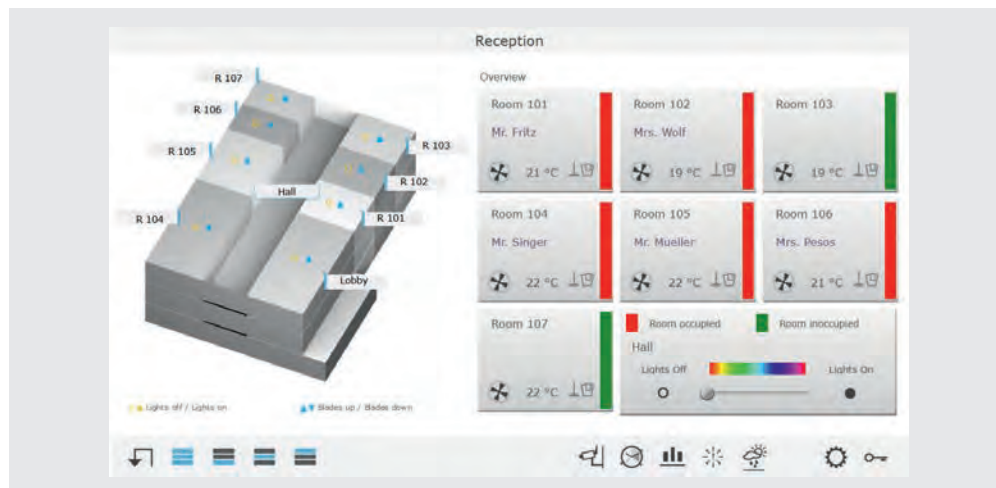 Reception
R 107
R 106
R 105
R 104
Hall
R 103
R 102
R 101
Lobby
Lights off / Lights on
Blades up / Blades down
Overview
Room 101
Mr. Fritz
21 °C
Room 102
Mrs. Wolf
19 °C
Room 103
19 °C
Room 104
Mr. Singer
22 °C
Room 105
Mr. Mueller
22 °C
Room 106
Mrs. Pesos
21 °C
Room 107
22 °C
Room occupied
Room inoccupied
Hall
Lights Off
Lights On